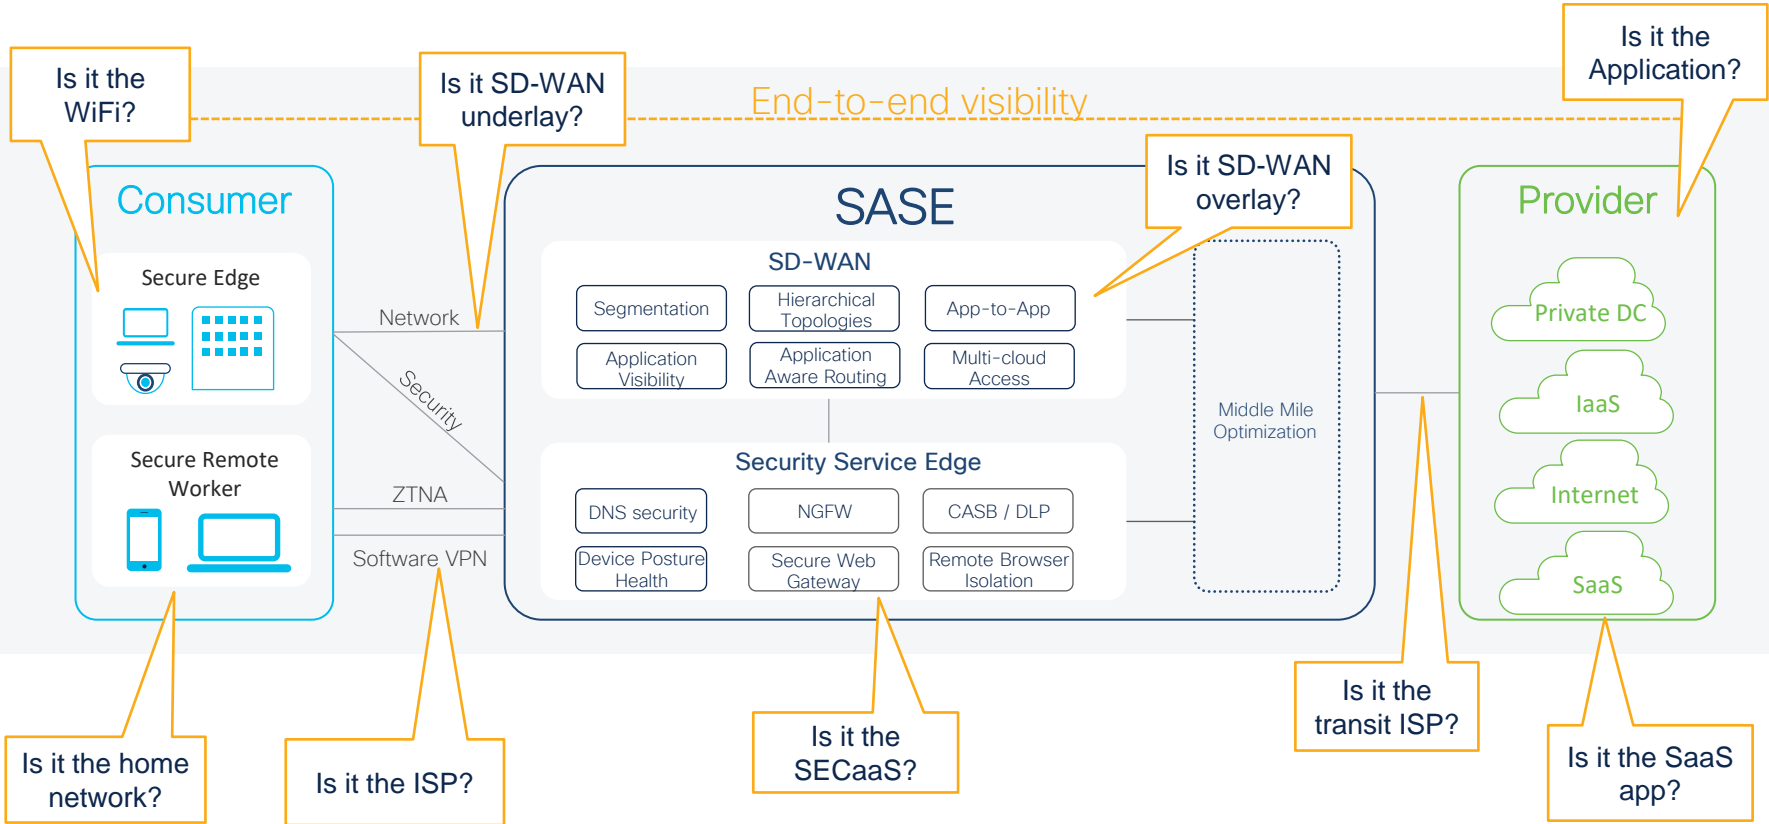 Is it the
WiFi?
Is it SD-WAN
underlay?
End-to-end visibility
Is it the
Application?
Is it SD-WAN
overlay?
Consumer
Secure Edge
Secure Remote
Worker
Network
Security
ZTNA
Software VPN
SASE
SD-WAN
Segmentation
Hierarchical
Topologies
App-to-App
Application
Visibility
Application
Aware Routing
Multi-cloud
Access
Security Service Edge
DNS security
NGFW
CASB / DLP
Device Posture
Health
Secure Web
Gateway
Remote Browser
Isolation
Middle Mile
Optimization
Provider
Private DC
IaaS
Internet
SaaS
Is it the home
network?
Is it the ISP?
Is it the
SECaaS?
Is it the
transit ISP?
Is it the SaaS
app?